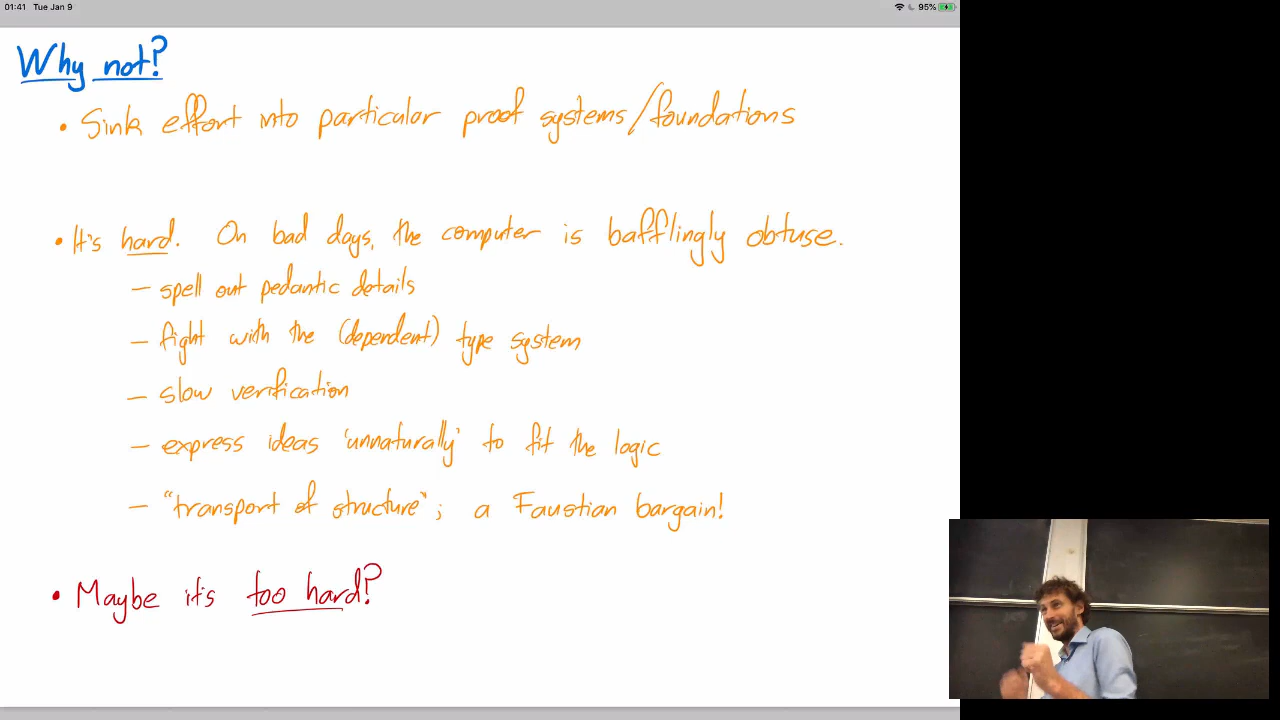 01:41 Tue Jan 9 95%
Why not?
• Sink effort into particular proof systems/foundations
• It's hard. On bad days, the computer is bafflingly obtuse.
– spell out pedantic details
– fight with the (dependent) type system
– slow verification
– express ideas 'unnaturally' to fit the logic
– "transport of structure"; a Faustian bargain!
• Maybe it's too hard?